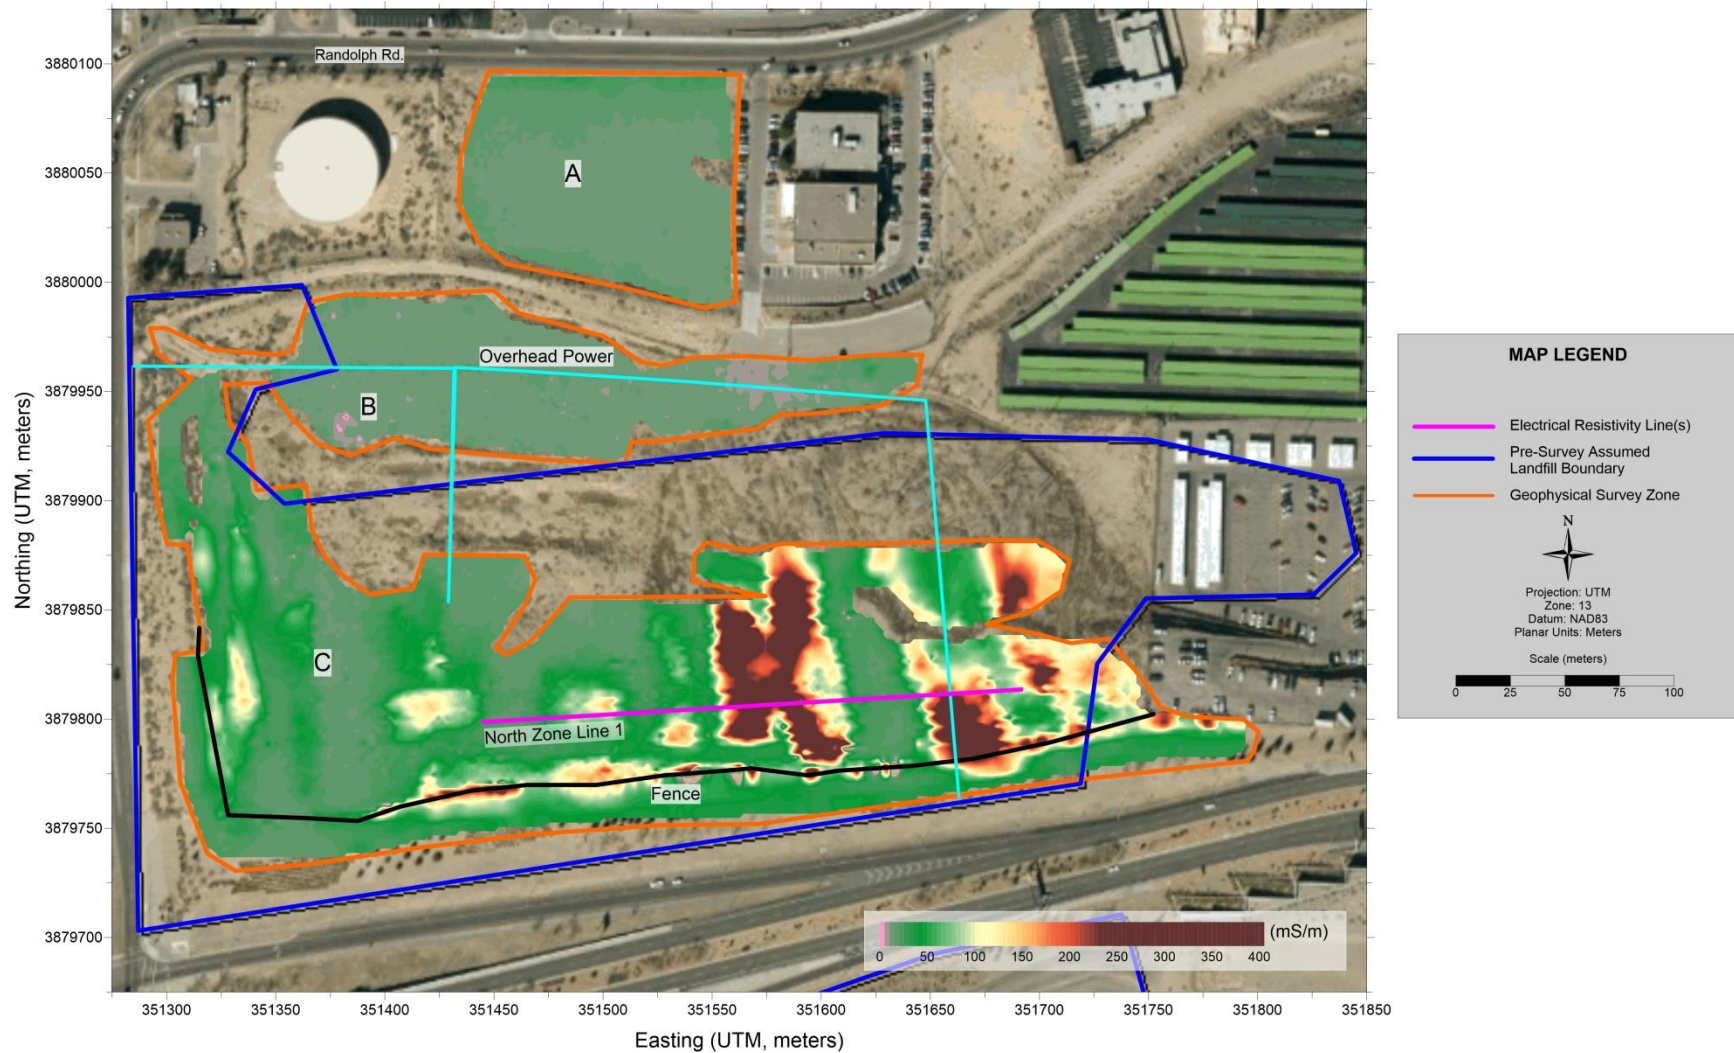 Randolph Rd.
A
Overhead Power
B
C
North Zone Line 1
Fence
3880100
3880050
3880000
3879950
3879900
3879850
3879800
3879750
3879700
Northing (UTM, meters)
351300 351350 351400 351450 351500 351550 351600 351650 351700 351750 351800 351850
Easting (UTM, meters)
(mS/m)
0 50 100 150 200 250 300 350 400
MAP LEGEND
Electrical Resistivity Line(s)
Pre-Survey Assumed
Landfill Boundary
Geophysical Survey Zone
N
Projection: UTM
Zone: 13
Datum: NAD83
Planar Units: Meters
Scale (meters)
0 25 50 75 100